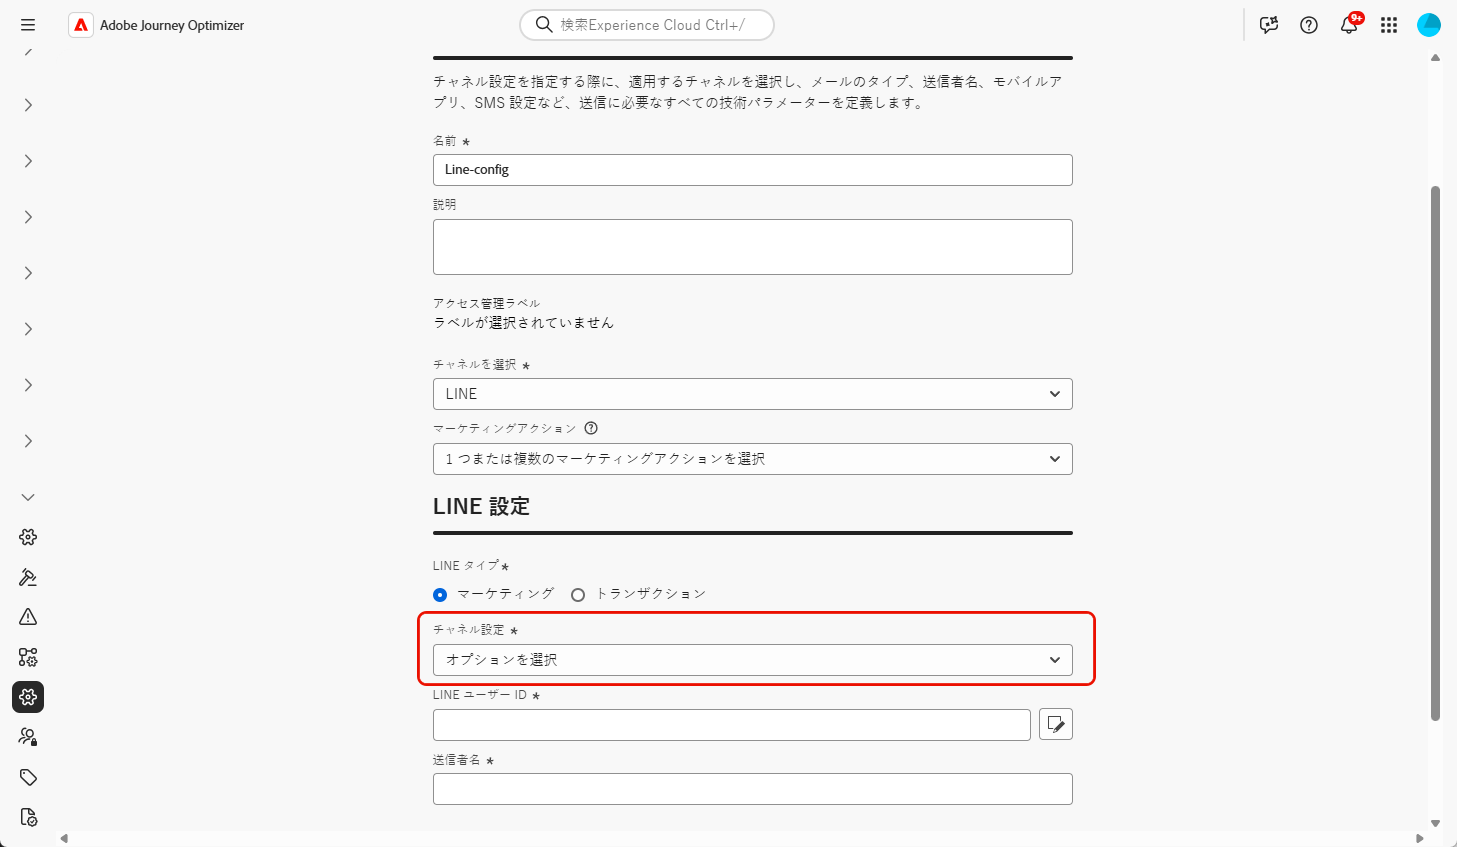 Adobe Journey Optimizer
検索Experience Cloud Ctrl+/
9+
チャネル設定を指定する際に、適用するチャネルを選択し、メールのタイプ、送信者名、モバイルア
プリ、SMS 設定など、送信に必要なすべての技術パラメーターを定義します。
名前 *
Line-config
説明
アクセス管理ラベル
ラベルが選択されていません
チャネルを選択 *
LINE
マーケティングアクション
1 つまたは複数のマーケティングアクションを選択
LINE 設定
LINE タイプ *
マーケティング トランザクション
チャネル設定 *
オプションを選択
LINE ユーザー ID *
送信者名 *